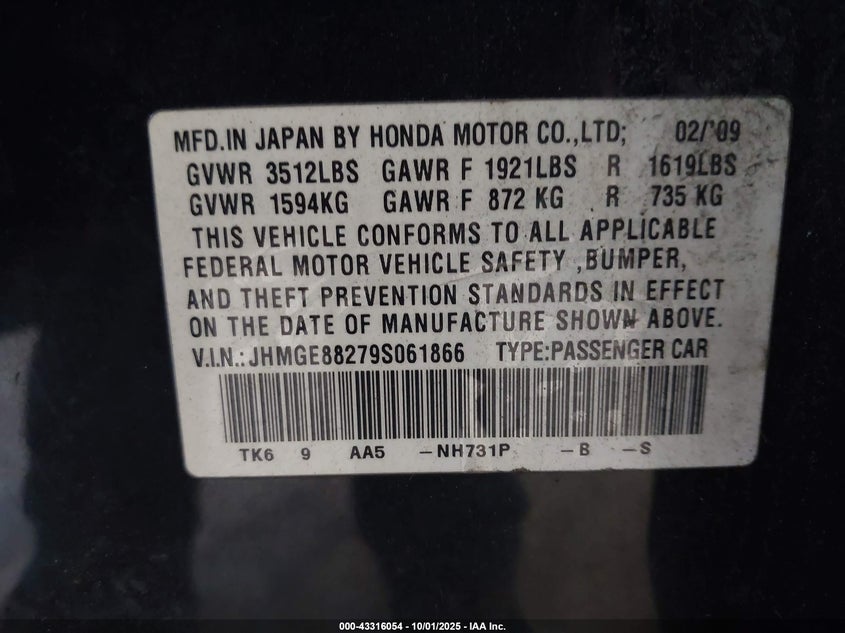 MFD.IN JAPAN BY HONDA MOTOR CO.,LTD; 02/'09
GVWR 3512LBS GAWR F 1921LBS R 1619LBS
GVWR 1594KG GAWR F 872 KG R 735 KG
THIS VEHICLE CONFORMS TO ALL APPLICABLE
FEDERAL MOTOR VEHICLE SAFETY ,BUMPER,
AND THEFT PREVENTION STANDARDS IN EFFECT
ON THE DATE OF MANUFACTURE SHOWN ABOVE.
V.I.N.: JHMGE88279S061866 TYPE:PASSENGER CAR
TK6 9 AA5 -NH731P -B -S
000-43316054 - 10/01/2025 - IAA Inc.